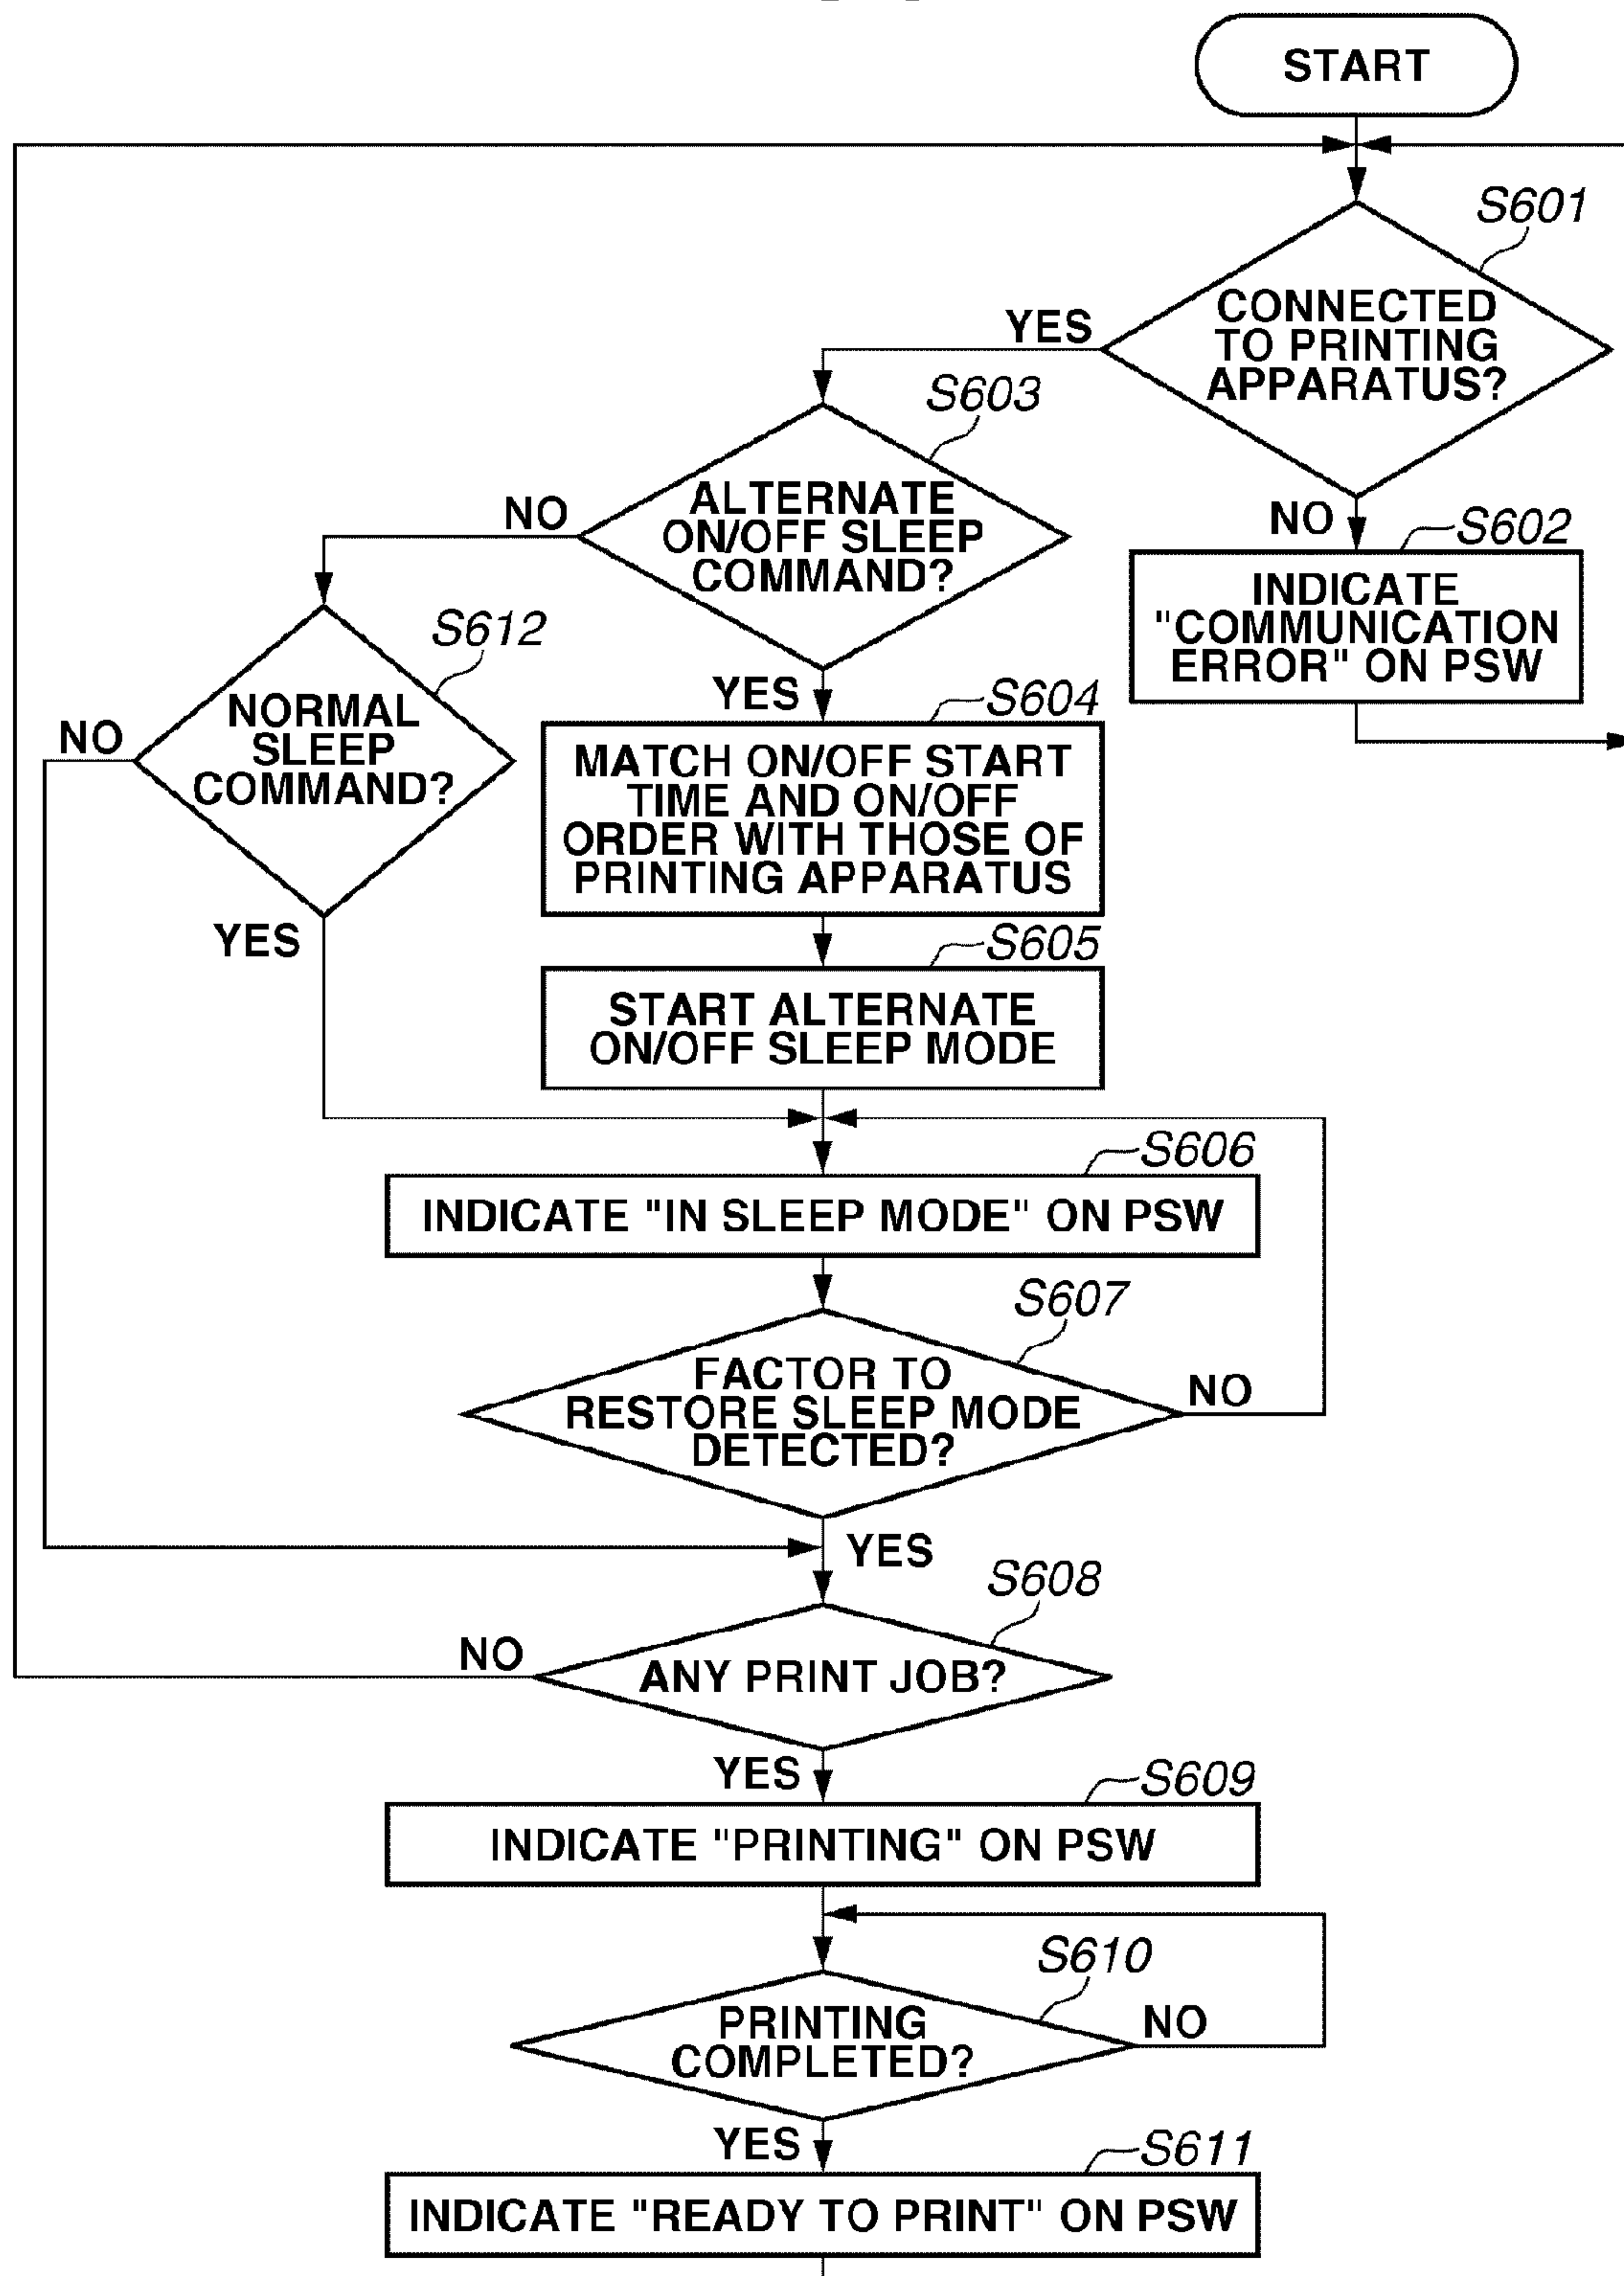 START
S601
CONNECTED
TO PRINTING
APPARATUS?
YES
NO
S602
INDICATE
"COMMUNICATION
ERROR" ON PSW
S603
ALTERNATE
ON/OFF SLEEP
COMMAND?
NO
YES
S612
NORMAL
SLEEP
COMMAND?
NO
YES
S604
MATCH ON/OFF START
TIME AND ON/OFF
ORDER WITH THOSE OF
PRINTING APPARATUS
S605
START ALTERNATE
ON/OFF SLEEP MODE
S606
INDICATE "IN SLEEP MODE" ON PSW
S607
FACTOR TO
RESTORE SLEEP MODE
DETECTED?
NO
YES
S608
ANY PRINT JOB?
NO
YES
S609
INDICATE "PRINTING" ON PSW
S610
PRINTING
COMPLETED?
NO
YES
S611
INDICATE "READY TO PRINT" ON PSW